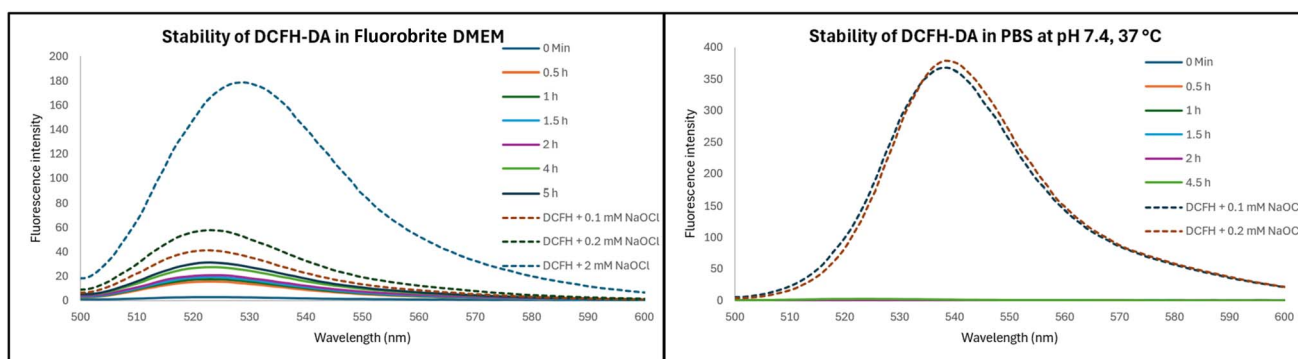 Stability of DCFH-DA in Fluorobrite DMEM
Fluorescence intensity
200
180
160
140
120
100
80
60
40
20
0
500
510
520
530
540
550
560
570
580
590
600
Wavelength (nm)
0 Min
0.5 h
1 h
1.5 h
2 h
4 h
5 h
DCFH + 0.1 mM NaOCl
DCFH + 0.2 mM NaOCl
DCFH + 2 mM NaOCl
Stability of DCFH-DA in PBS at pH 7.4, 37 °C
Fluorescence intensity
400
350
300
250
200
150
100
50
0
500
510
520
530
540
550
560
570
580
590
600
Wavelength (nm)
0 Min
0.5 h
1 h
1.5 h
2 h
4.5 h
DCFH + 0.1 mM NaOC
DCFH + 0.2 mM NaOC